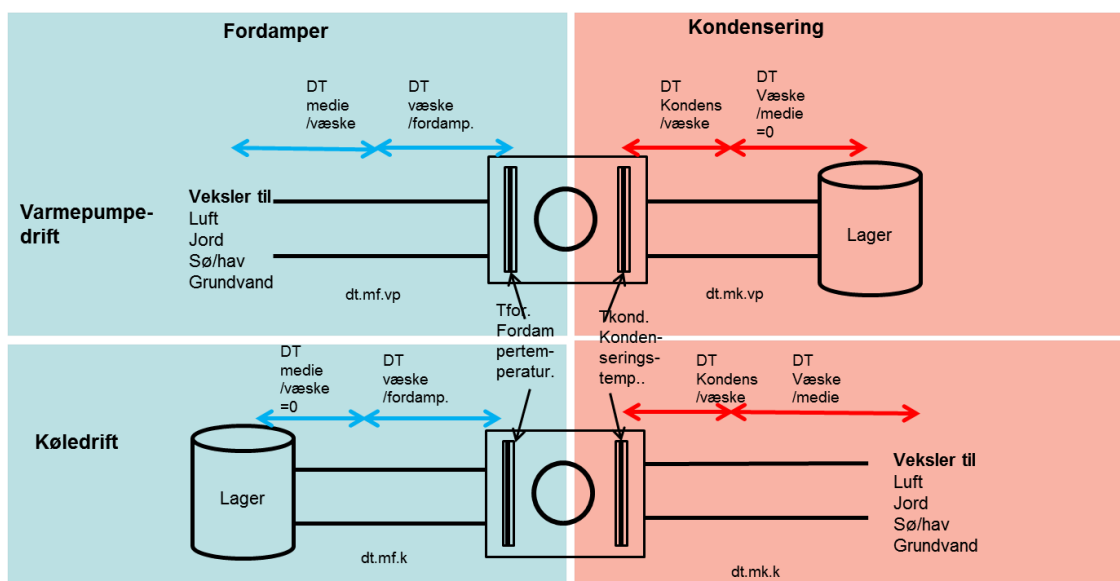 Fordamper
Kondensering
DT
medie
/væske
DT
væske
/fordamp.
DT
Kondens
/væske
DT
Væske
/medie
=0
Varmepumpe-
drift
Veksler til
Luft
Jord
Sø/hav
Grundvand
Lager
dt.mf.vp
dt.mk.vp
Tfor.
Fordam
pertem-
peratur.
Tkond.
Konden-
serings-
temp..
DT
medie
/væske
=0
DT
væske
/fordamp.
DT
Kondens
/væske
DT
Væske
/medie
Køledrift
Lager
Veksler til
Luft
Jord
Sø/hav
Grundvand
dt.mf.k
dt.mk.k